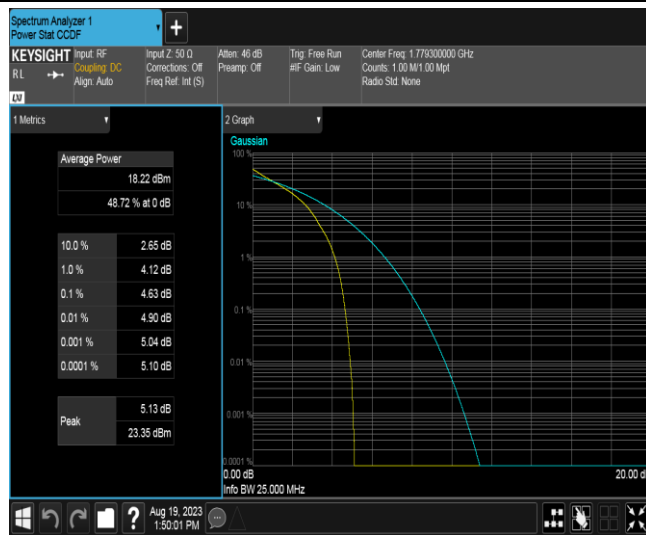 Spectrum Analyzer 1
Power Stat CCDF
+
KEYSIGHT
RL
LXI
Input: RF
Coupling: DC
Align: Auto
Input Z: 50 Ω
Corrections: Off
Freq Ref: Int (S)
Atten: 46 dB
Preamp: Off
Trig: Free Run
#IF Gain: Low
Center Freq: 1.779300000 GHz
Counts: 1.00 M/1.00 Mpt
Radio Std: None
1 Metrics
Average Power
18.22 dBm
48.72 % at 0 dB
10.0 % 2.65 dB
1.0 % 4.12 dB
0.1 % 4.63 dB
0.01 % 4.90 dB
0.001 % 5.04 dB
0.0001 % 5.10 dB
Peak
5.13 dB
23.35 dBm
2 Graph
Gaussian
100 %
10 %
1 %
0.1 %
0.01 %
0.001 %
0.0001 %
0.00 dB
20.00 d
Info BW 25.000 MHz
?
Aug 19, 2023
1:50:01 PM